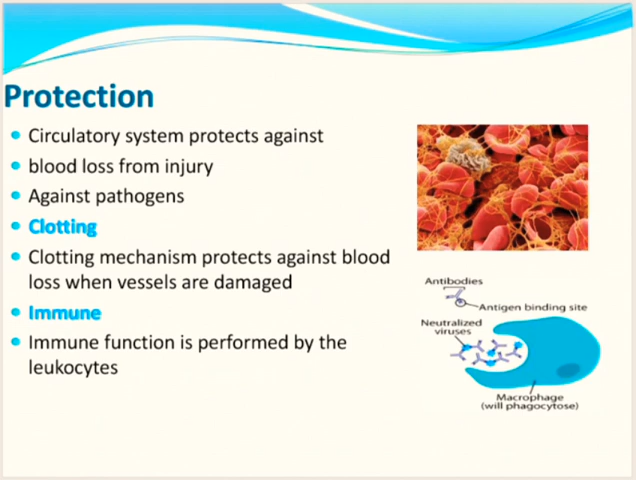 Protection
Circulatory system protects against
blood loss from injury
Against pathogens
Clotting
Clotting mechanism protects against blood
loss when vessels are damaged
Immune
Immune function is performed by the
leukocytes
Antibodies
Antigen binding site
Neutralized
viruses
Macrophage
(will phagocytose)